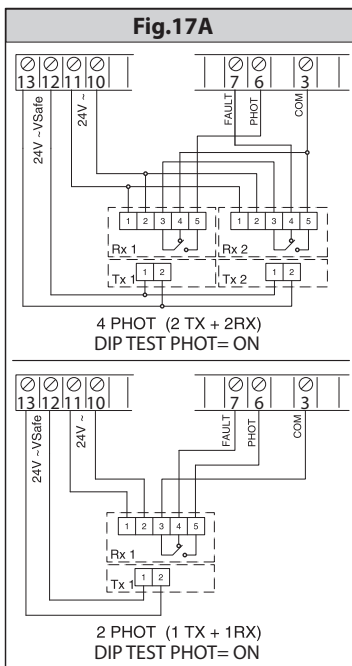 Fig.17A
13 12 11 10 7 6 3
24V ~VSafe
24V ~
FAULT
PHOT
COM
1 2 3 4 5 1 2 3 4 5
Rx 1 Rx 2
Tx 1 1 2 Tx 2 1 2
4 PHOT (2 TX + 2RX)
DIP TEST PHOT= ON
13 12 11 10 7 6 3
24V ~VSafe
24V ~
FAULT
PHOT
COM
1 2 3 4 5
Rx 1
Tx 1 1 2
2 PHOT (1 TX + 1RX)
DIP TEST PHOT= ON